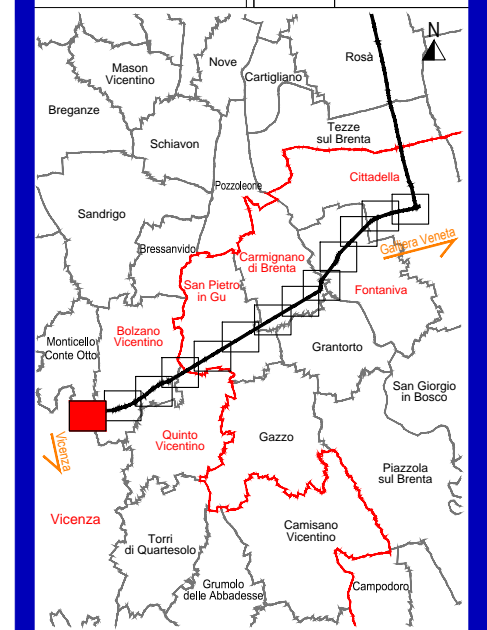 N
Rosà
Nove
Mason
Vicentino
Cartigliano
Breganze
Tezze
sul Brenta
Schiavon
Cittadella
Pozzoleone
Sandrigo
Galliera Veneta
Bressanvido
Carmignano
di Brenta
San Pietro
in Gu
Fontaniva
Bolzano
Vicentino
Monticello
Conte Otto
Grantorto
San Giorgio
in Bosco
Vicenza
Quinto
Vicentino
Gazzo
Piazzola
sul Brenta
Vicenza
Camisano
Vicentino
Torri
di Quartesolo
Grumolo
delle Abbadesse
Campodoro